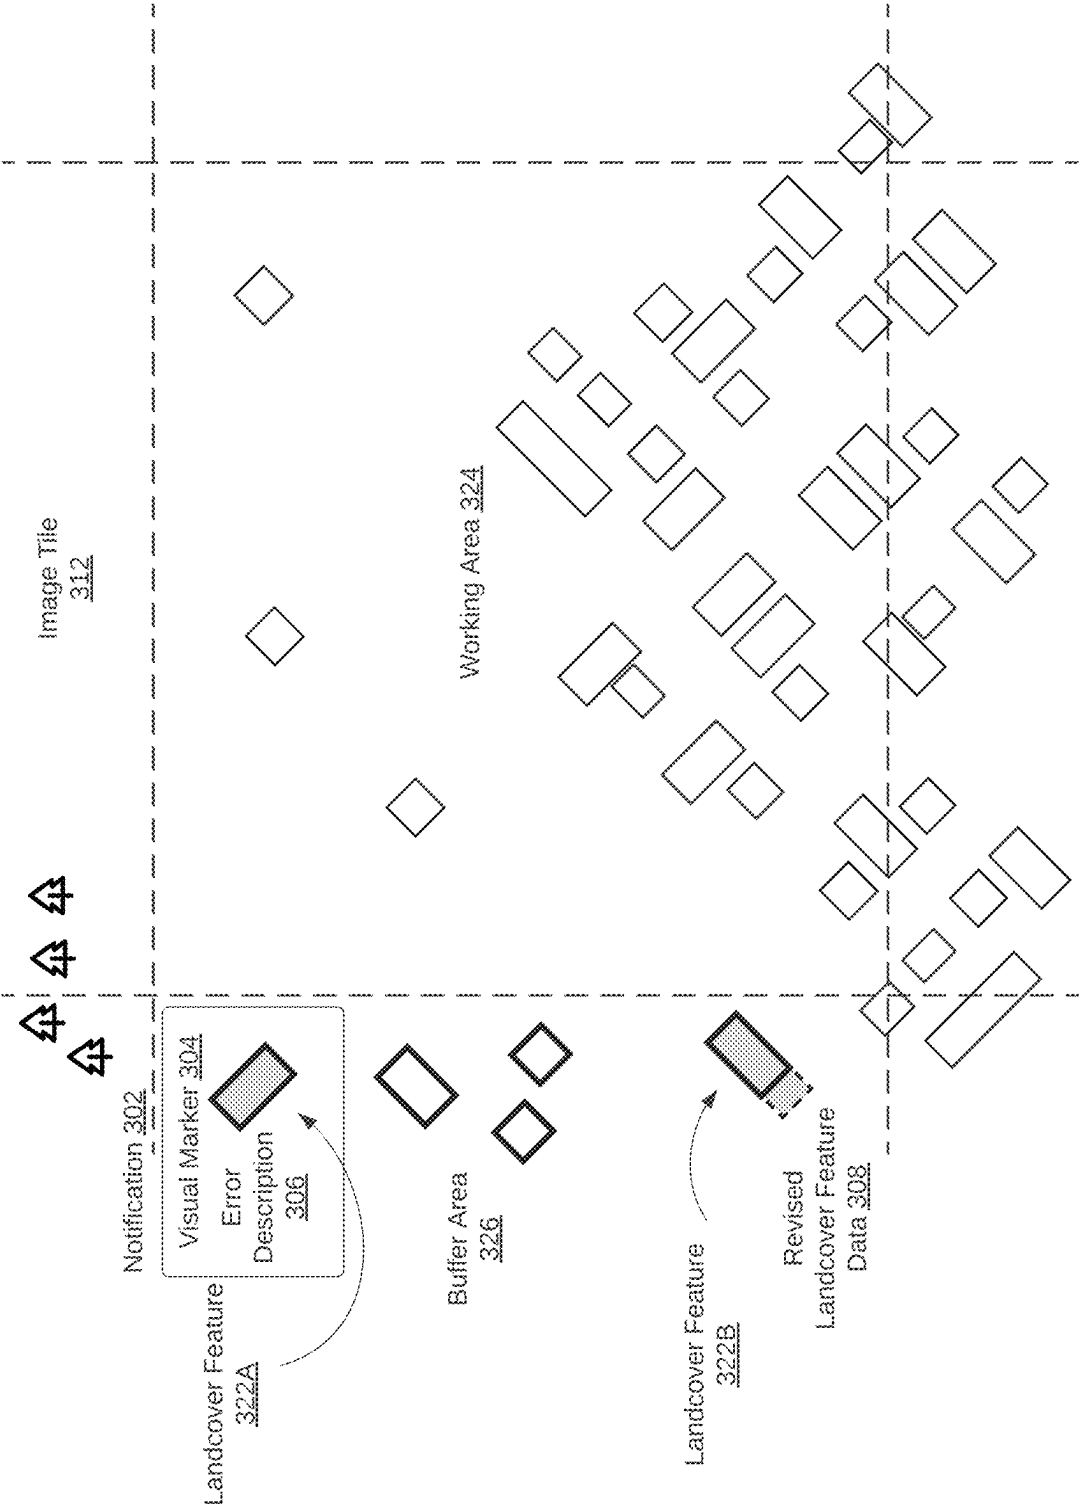 Image Tile
312
Notification 302
Visual Marker 304
Error
Description
306
Landcover Feature
322A
Working Area 324
Buffer Area
326
Landcover Feature
322B
Revised
Landcover Feature
Data 308